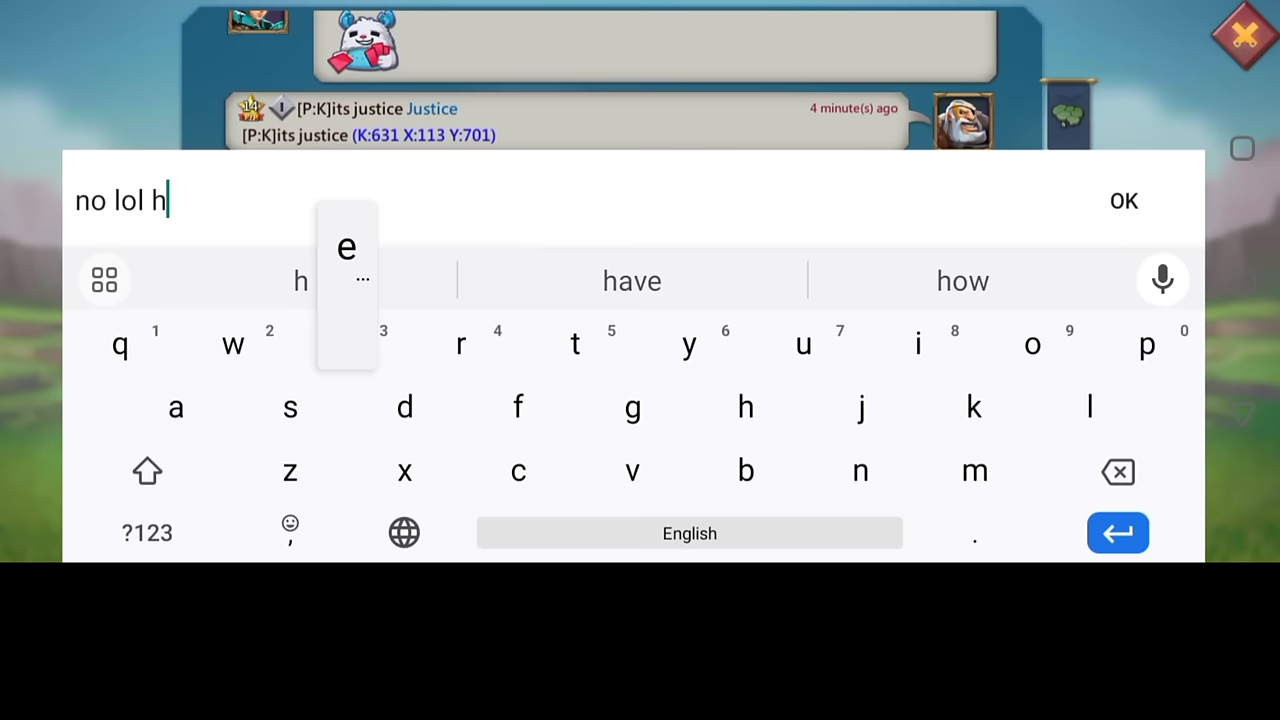 14 [P:K]its justice Justice 4 minute(s) ago
[P:K]its justice (K:631 X:113 Y:701)
no lol h OK
e
...
h have how
q 1 w 2 3 r 4 t 5 y 6 u 7 i 8 o 9 p 0
a s d f g h j k l
z x c v b n m
?123 , English .